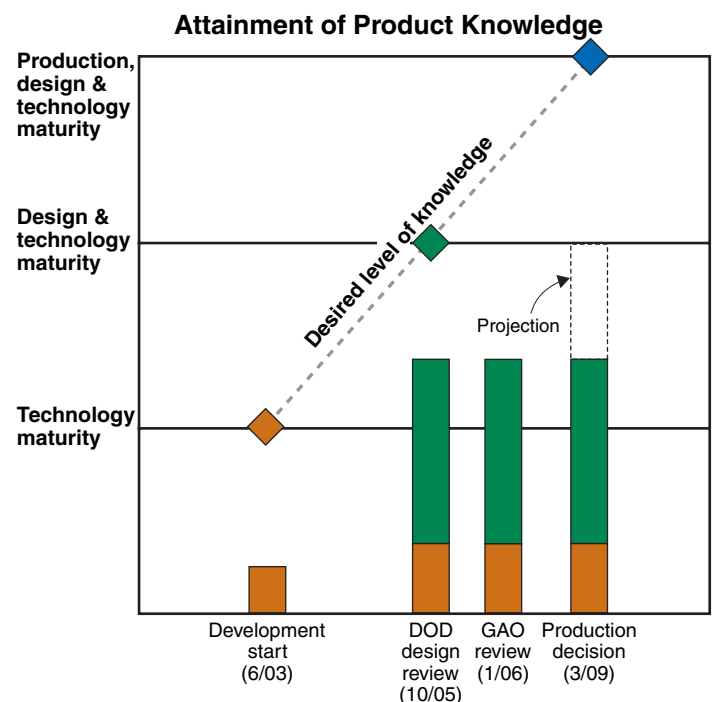 Attainment of Product Knowledge
Production,
design &
technology
maturity
Design &
technology
maturity
Technology
maturity
Desired level of knowledge
Projection
Development
start
(6/03)
DOD
design
review
(10/05)
GAO
review
(1/06)
Production
decision
(3/09)